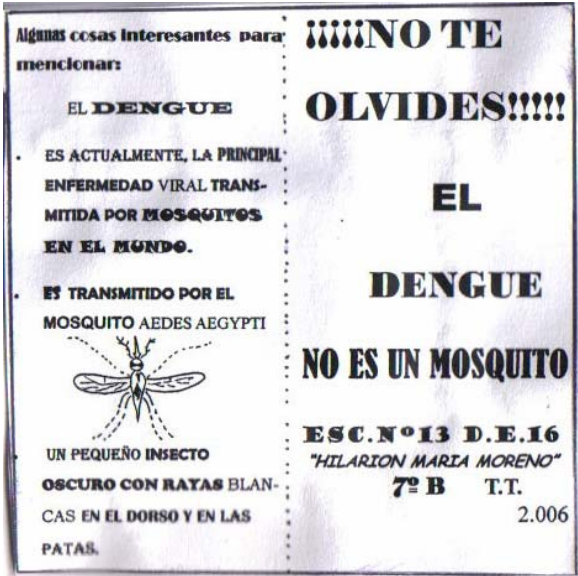 Algunas cosas interesantes para
mencionar:
EL DENGUE
• ES ACTUALMENTE, LA PRINCIPAL
ENFERMEDAD VIRAL TRANS-
MITIDA POR MOSQUITOS
EN EL MUNDO.
• ES TRANSMITIDO POR EL
MOSQUITO AEDES AEGYPTI
• UN PEQUEÑO INSECTO
OSCURO CON RAYAS BLAN-
CAS EN EL DORSO Y EN LAS
PATAS.
¡¡¡¡¡NO TE
OLVIDES!!!!!
EL
DENGUE
NO ES UN MOSQUITO
ESC.Nº13 D.E.16
"HILARION MARIA MORENO"
7º B T.T.
2.006